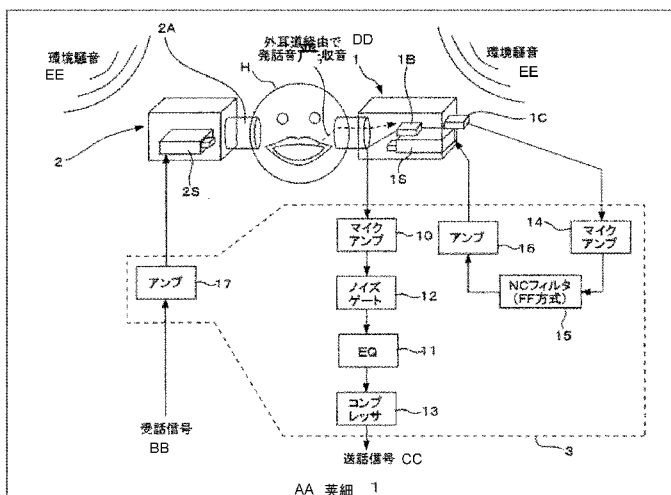 2A
外耳道経由で
発話音
収音
DD
環境騒音
EE
H
1
1B
環境騒音
EE
1C
2
2S
1S
マイク
アンプ
10
アンプ
16
14
マイク
アンプ
アンプ
17
ノイズ
ゲート
12
NCフィルタ
(FF方式)
15
EQ
11
コンプ
レッサ
13
受話信号
BB
送話信号 CC
3
AA 葉細 1